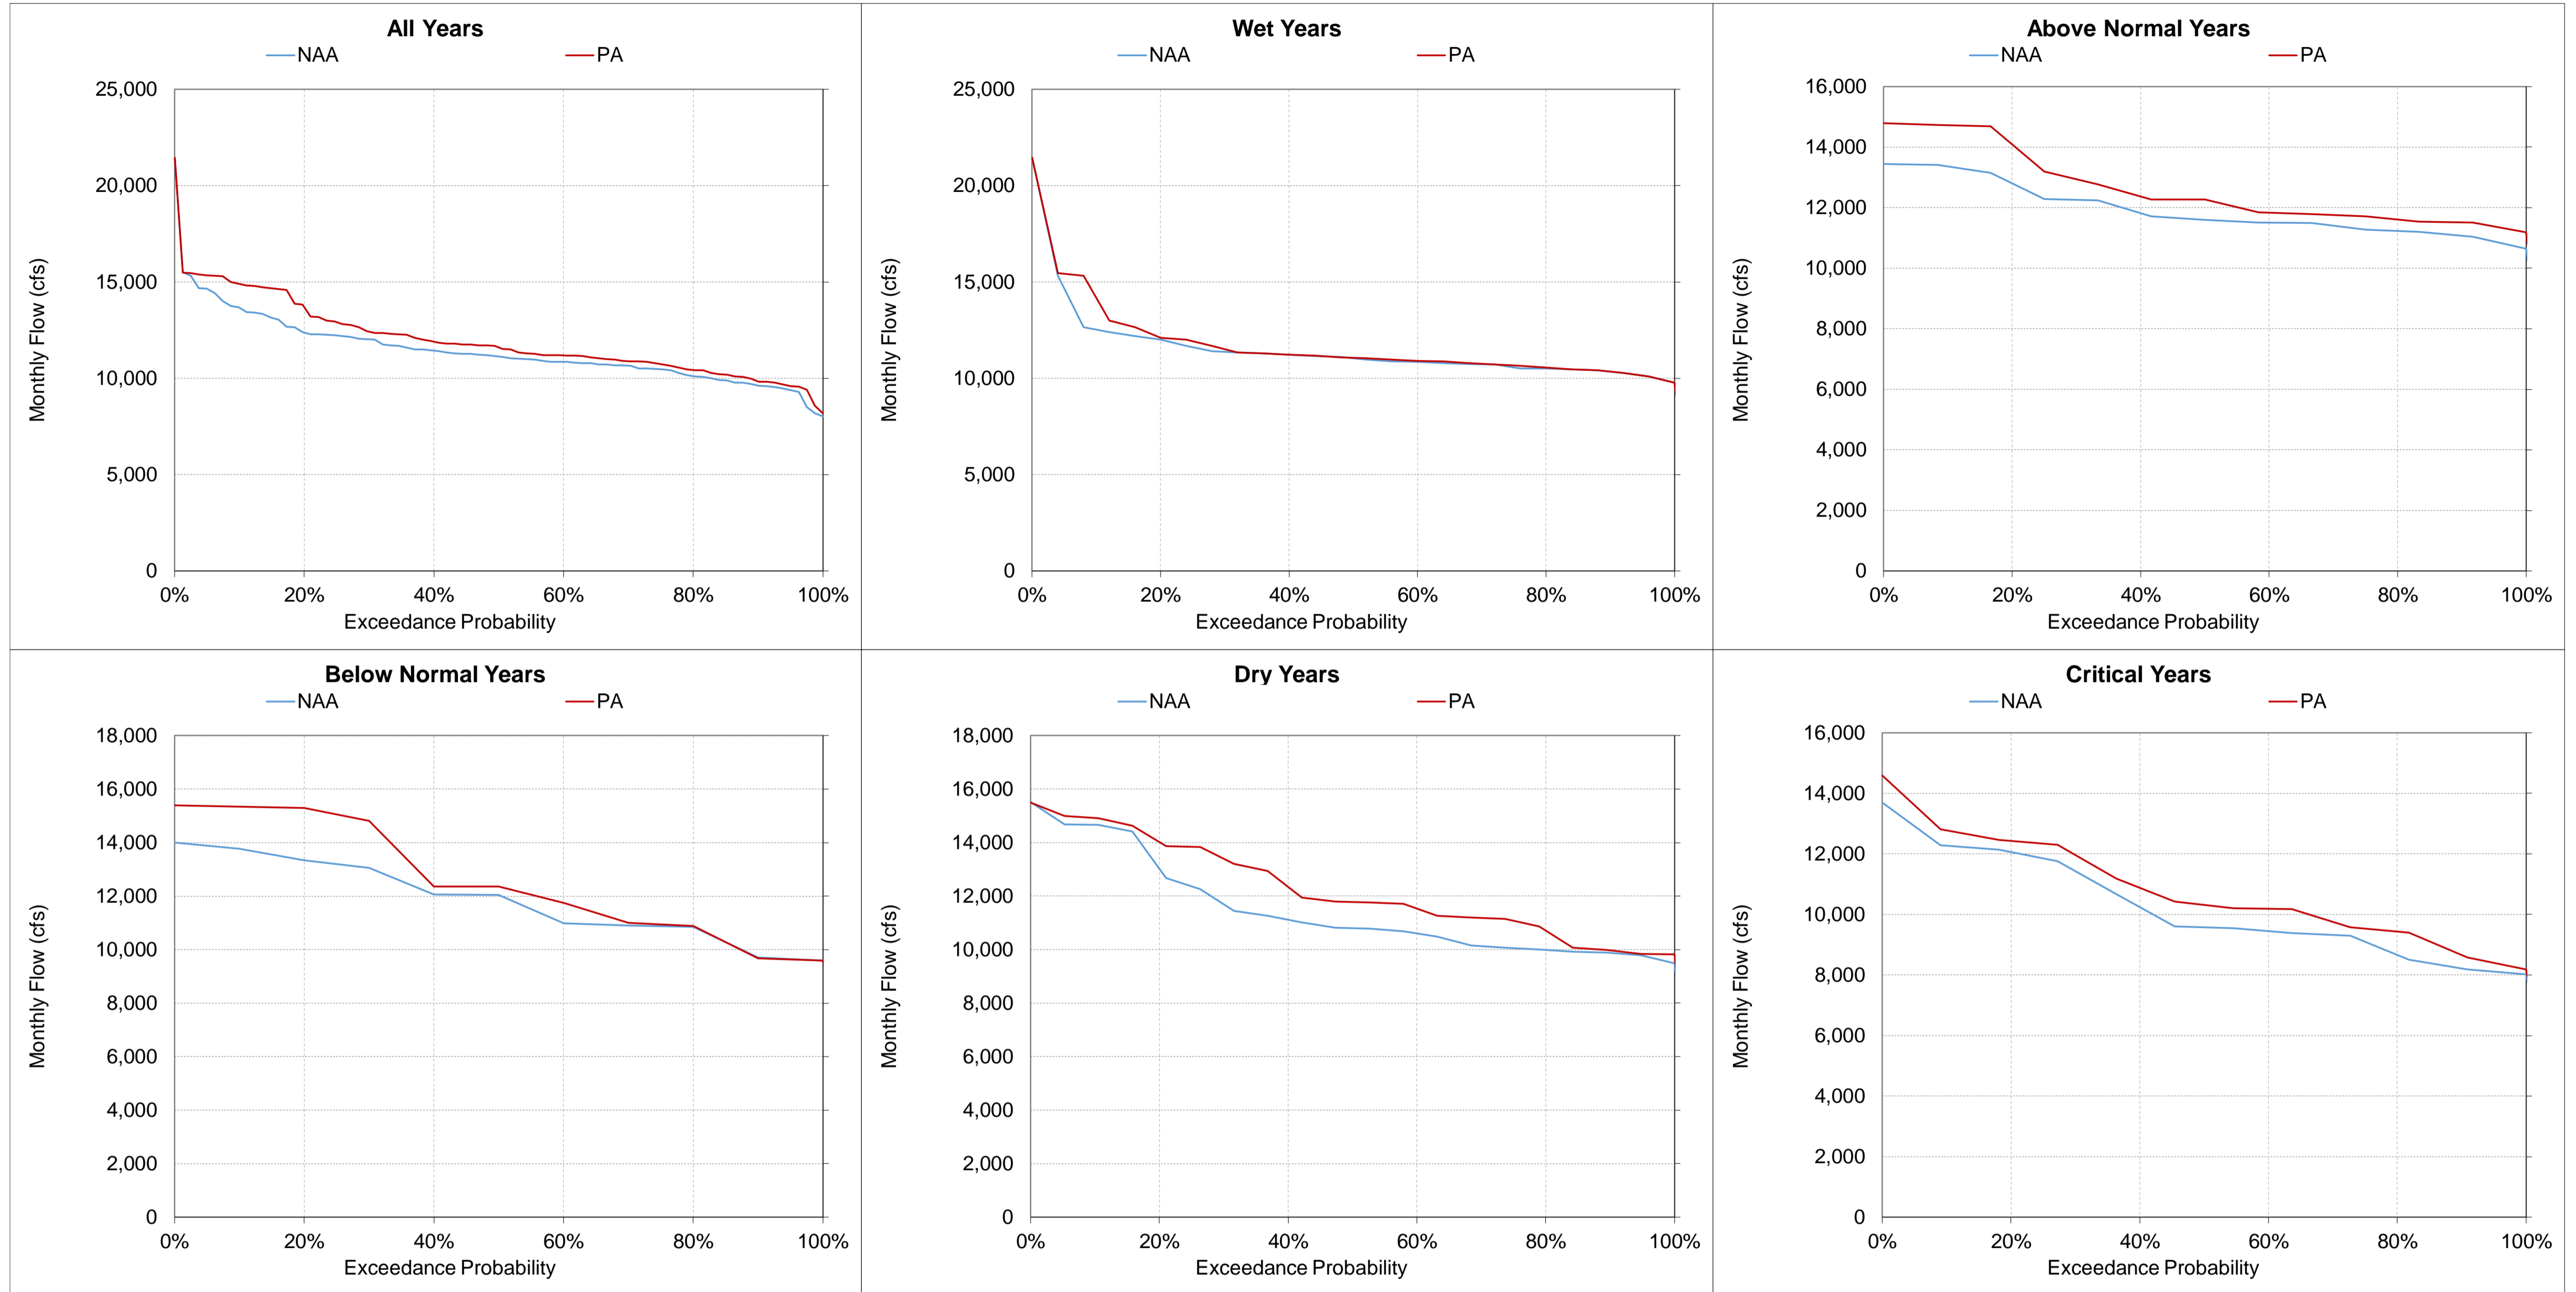 All Years
NAA PA
25,000
20,000
15,000
10,000
5,000
0
0% 20% 40% 60% 80% 100%
Monthly Flow (cfs)
Exceedance Probability
Wet Years
NAA PA
25,000
20,000
15,000
10,000
5,000
0
0% 20% 40% 60% 80% 100%
Monthly Flow (cfs)
Exceedance Probability
Above Normal Years
NAA PA
16,000
14,000
12,000
10,000
8,000
6,000
4,000
2,000
0
0% 20% 40% 60% 80% 100%
Monthly Flow (cfs)
Exceedance Probability
Below Normal Years
NAA PA
18,000
16,000
14,000
12,000
10,000
8,000
6,000
4,000
2,000
0
0% 20% 40% 60% 80% 100%
Monthly Flow (cfs)
Exceedance Probability
Dry Years
NAA PA
18,000
16,000
14,000
12,000
10,000
8,000
6,000
4,000
2,000
0
0% 20% 40% 60% 80% 100%
Monthly Flow (cfs)
Exceedance Probability
Critical Years
NAA PA
16,000
14,000
12,000
10,000
8,000
6,000
4,000
2,000
0
0% 20% 40% 60% 80% 100%
Monthly Flow (cfs)
Exceedance Probability